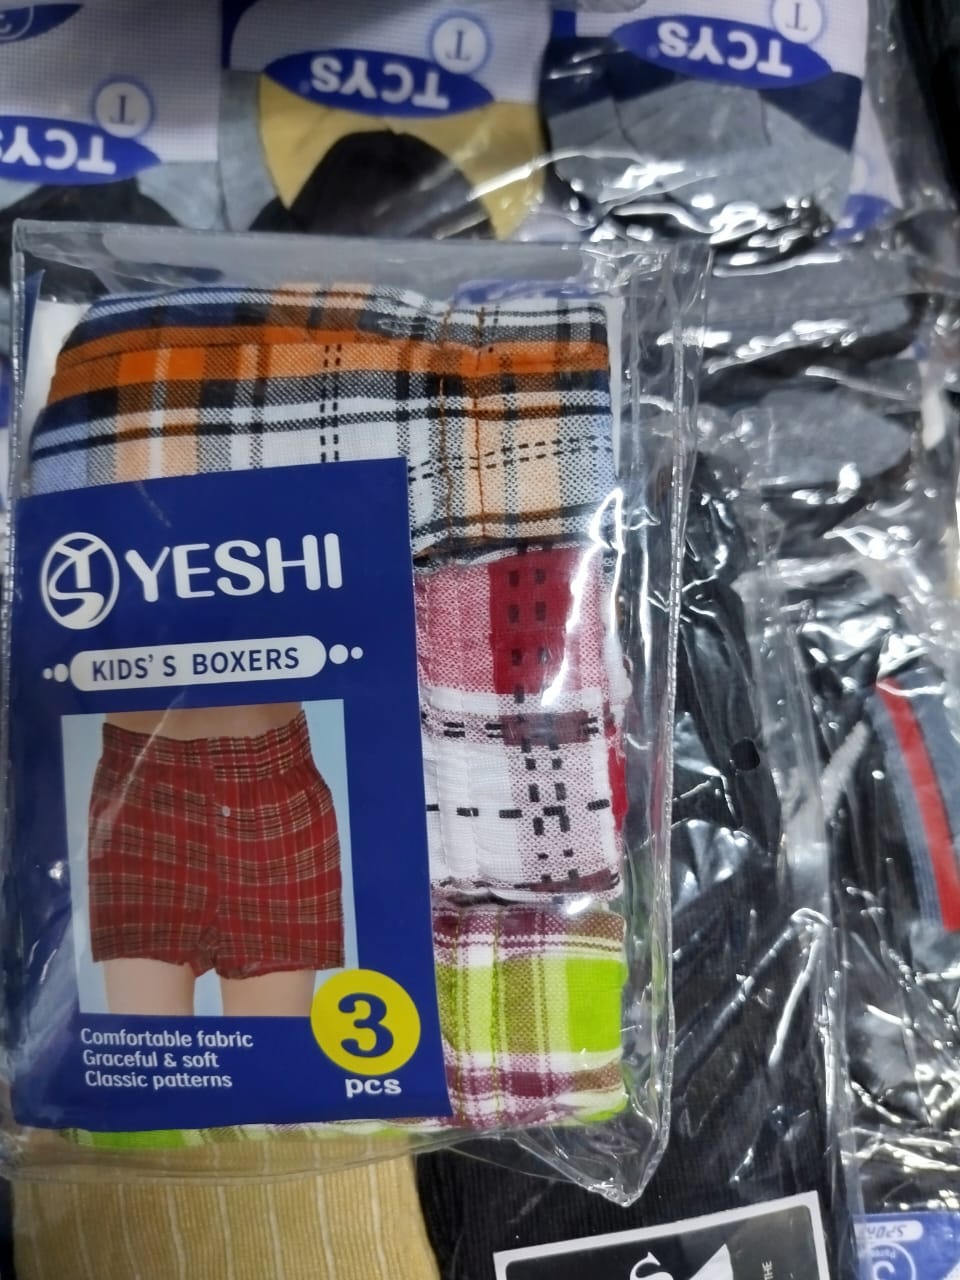 TCYS
T
TCYS
T
TCYS
T
YESHI
KIDS' S BOXERS
3
pcs
Comfortable fabric
Graceful & soft
Classic patterns